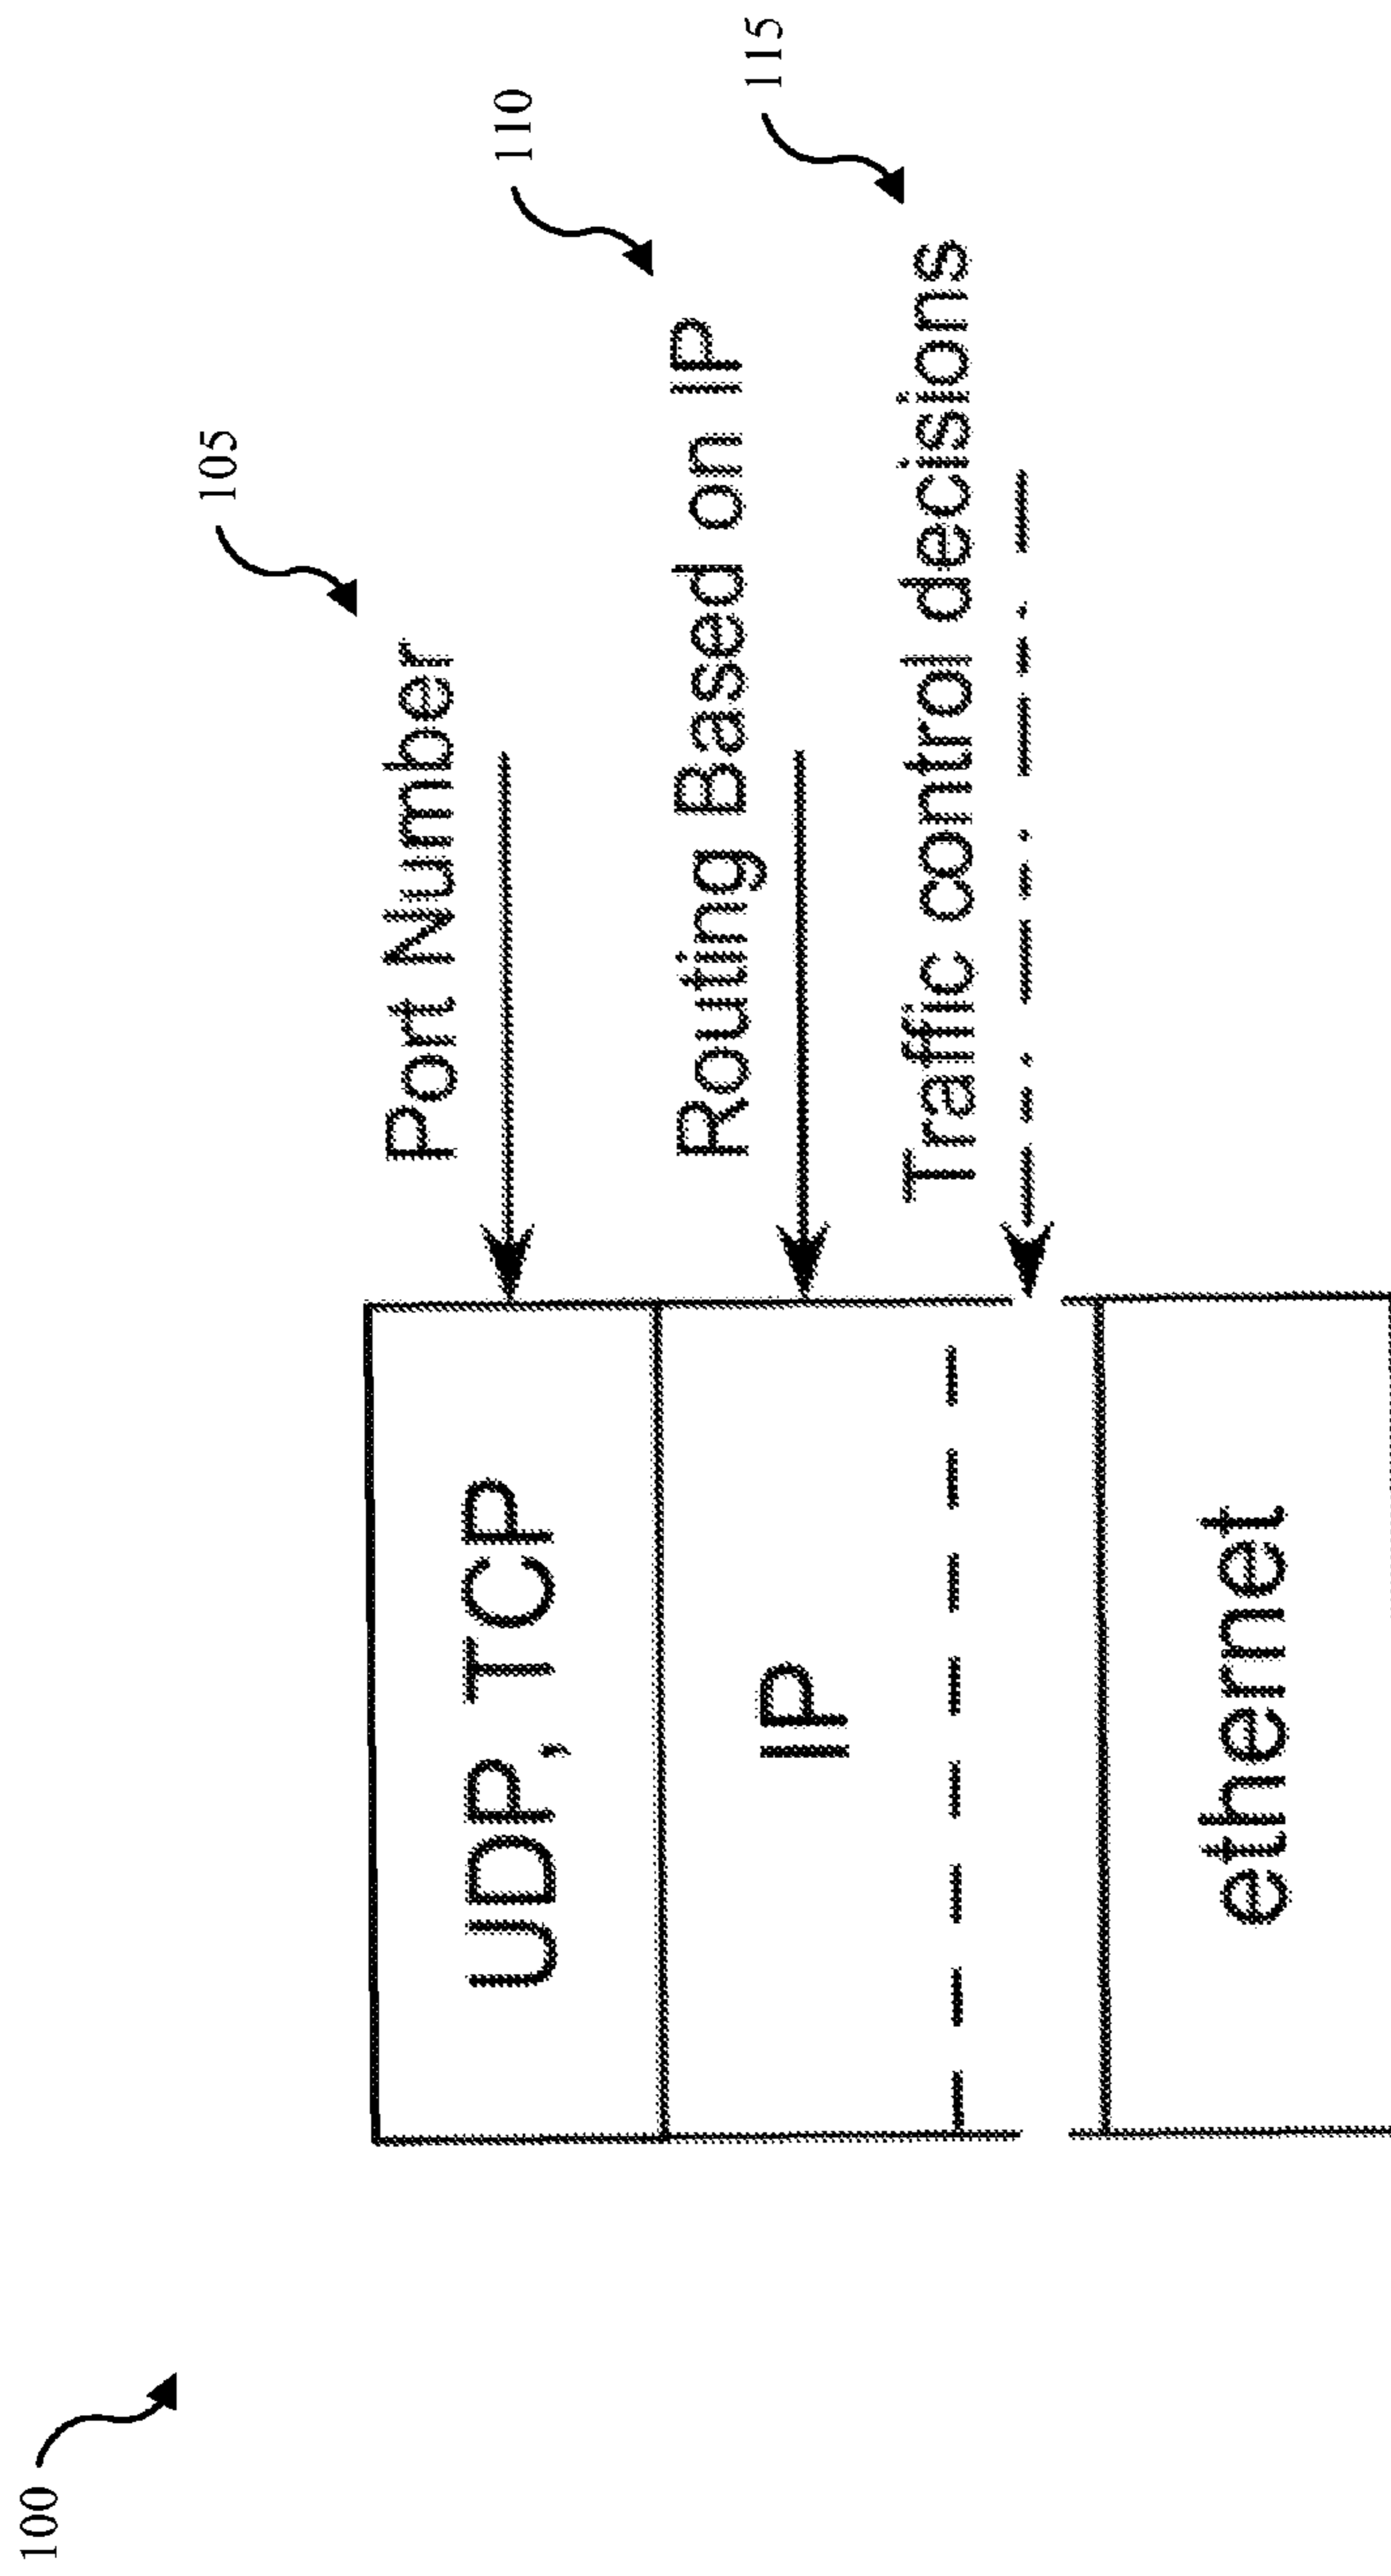 100
105
Port Number
UDP, TCP
110
Routing Based on IP
IP
115
Traffic control decisions
ethernet